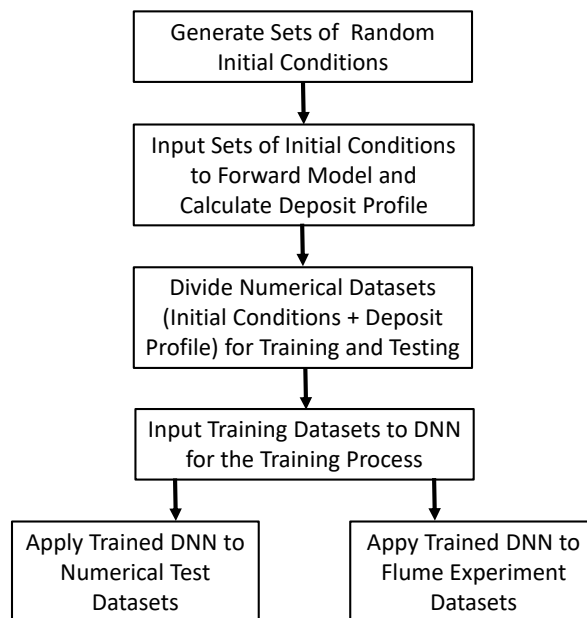 Generate Sets of  Random
Initial Conditions
Input Sets of Initial Conditions
to Forward Model and
Calculate Deposit Profile
Divide Numerical Datasets
(Initial Conditions + Deposit
Profile) for Training and Testing
Input Training Datasets to DNN
for the Training Process
Apply Trained DNN to
Numerical Test
Datasets
Appy Trained DNN to
Flume Experiment
Datasets